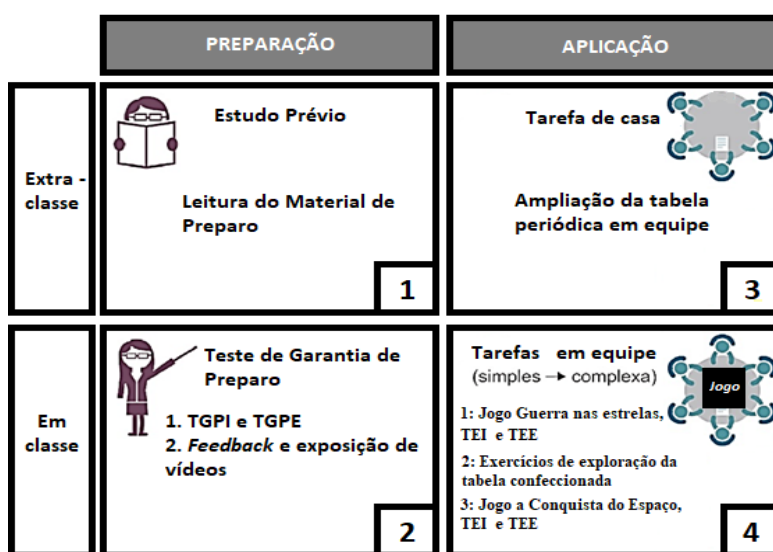 PREPARAÇÃO
APLICAÇÃO
Extra -
classe
Estudo Prévio
Leitura do Material de
Preparo
1
Tarefa de casa
Ampliação da tabela
periódica em equipe
3
Em
classe
Teste de Garantia de
Preparo
1. TGPI e TGPE
2. Feedback e exposição de
vídeos
2
Tarefas em equipe
(simples → complexa)
Jogo
1: Jogo Guerra nas estrelas,
TEI e TEE
2: Exercícios de exploração da
tabela confeccionada
3: Jogo a Conquista do Espaço,
TEI e TEE
4